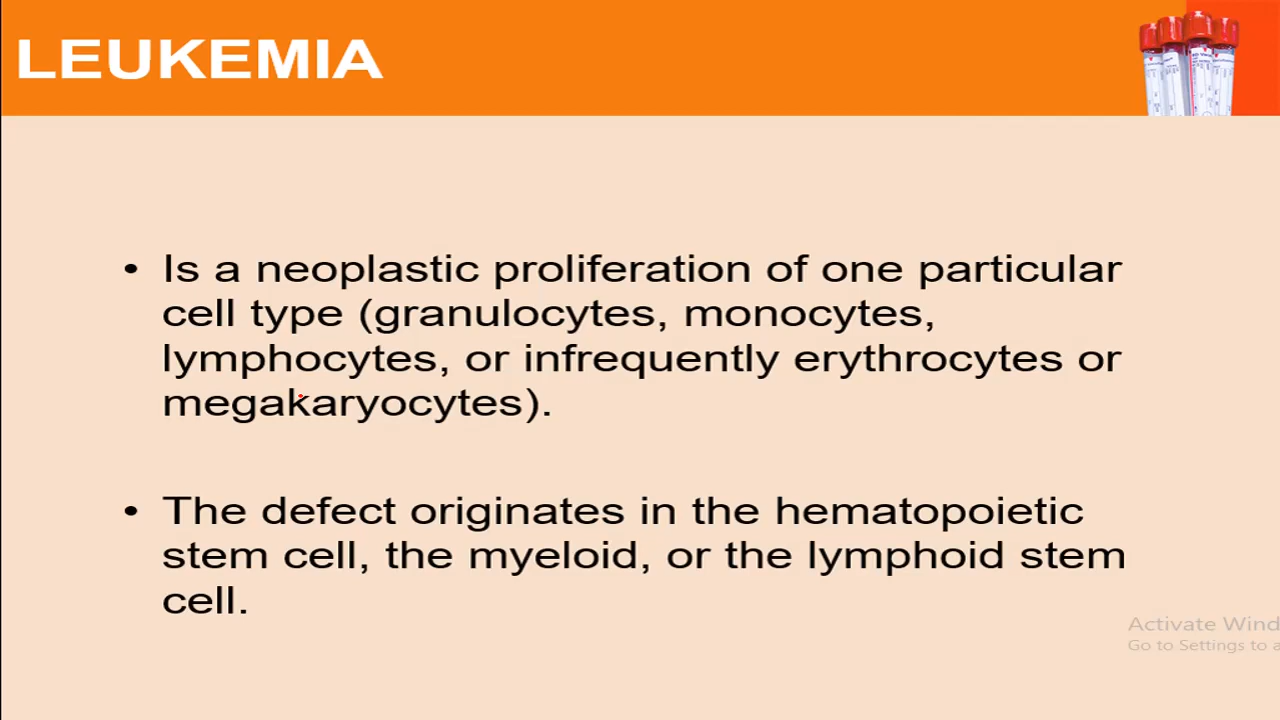 LEUKEMIA
• Is a neoplastic proliferation of one particular
cell type (granulocytes, monocytes,
lymphocytes, or infrequently erythrocytes or
megakaryocytes).
• The defect originates in the hematopoietic
stem cell, the myeloid, or the lymphoid stem
cell.
Activate Wind
Go to Settings to a